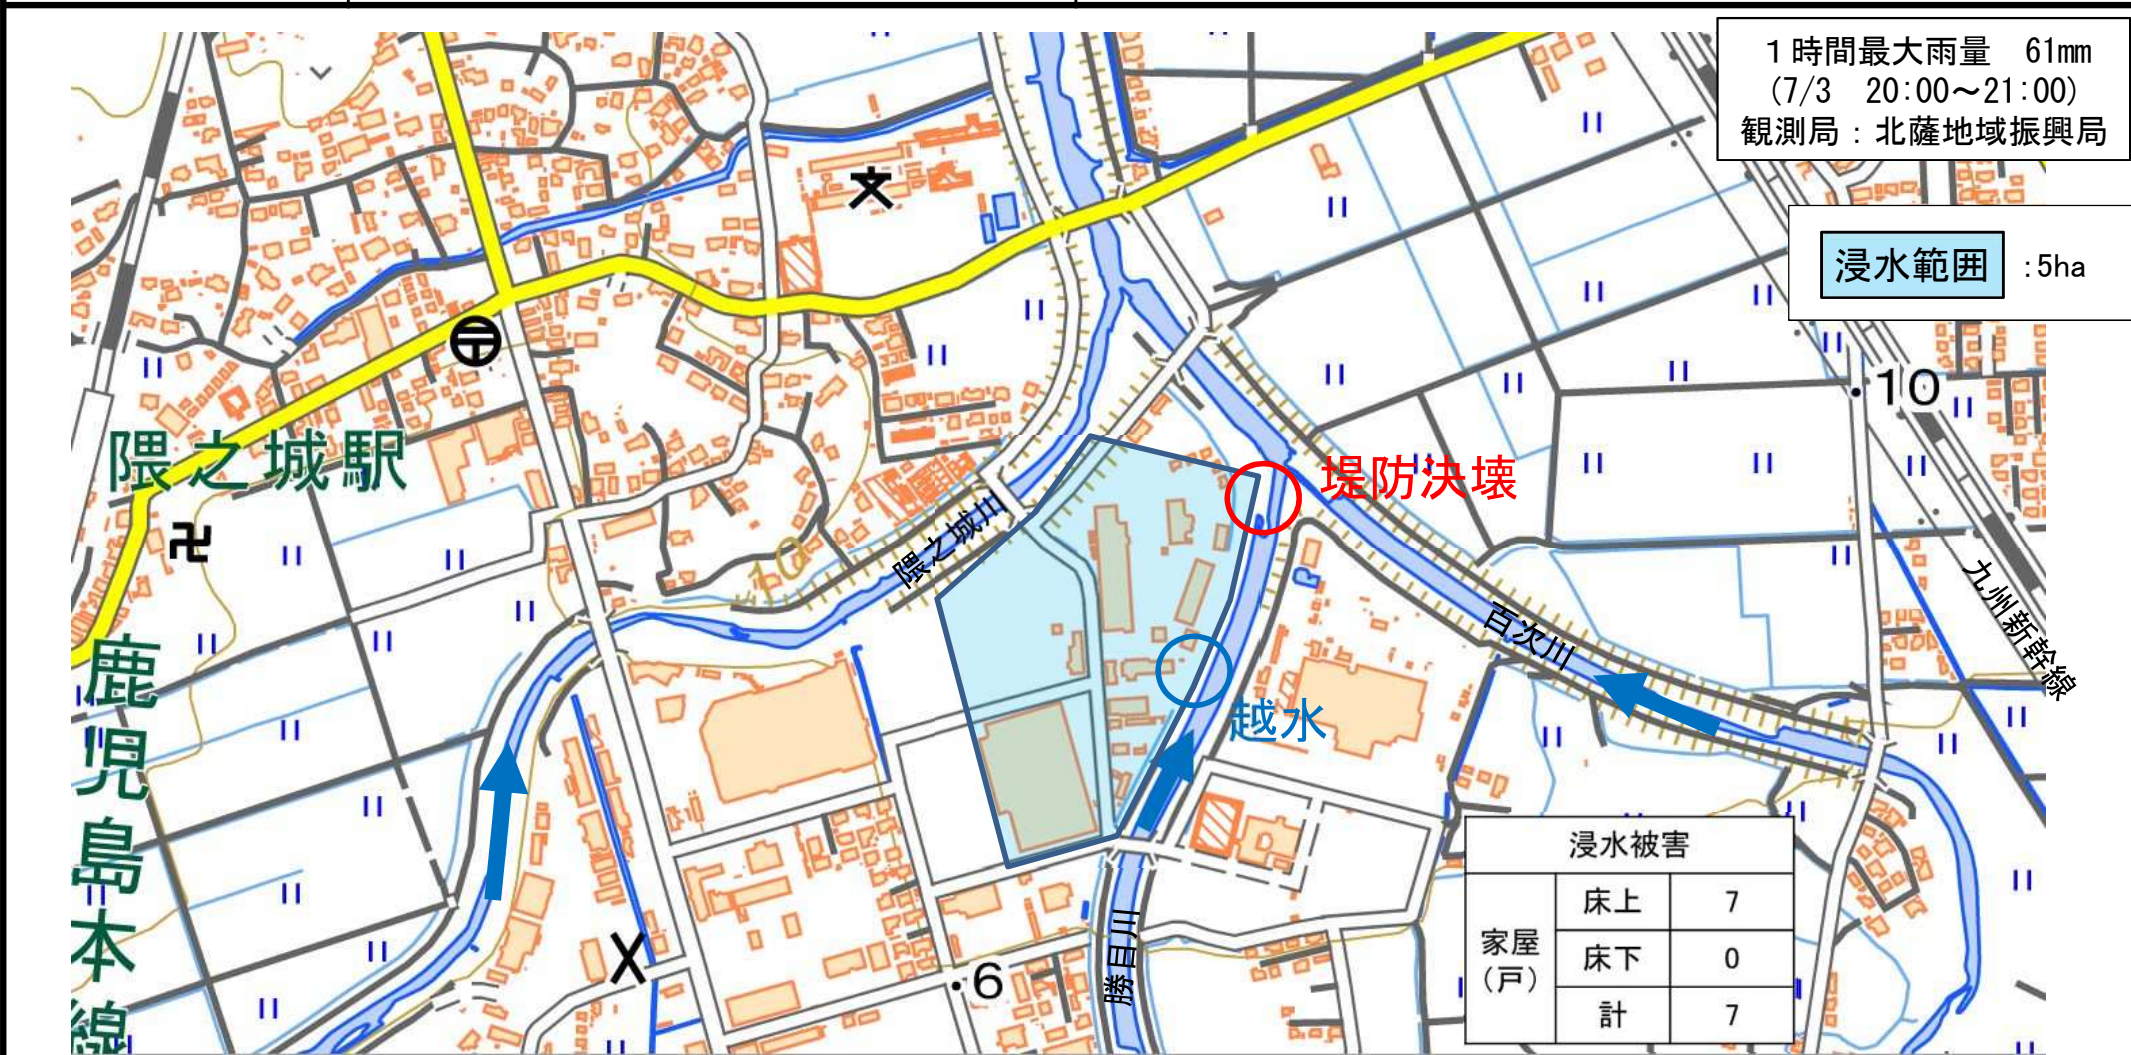 1時間最大雨量 61mm
(7/3 20:00～21:00)
観測局：北薩地域振興局
浸水範囲 :5ha
隈之城駅
鹿児島本線
堤防決壊
越水
隈之城川
百次川
勝目川
九州新幹線
10
・10
・6
浸水被害
家屋（戸） 床上 7
床下 0
計 7